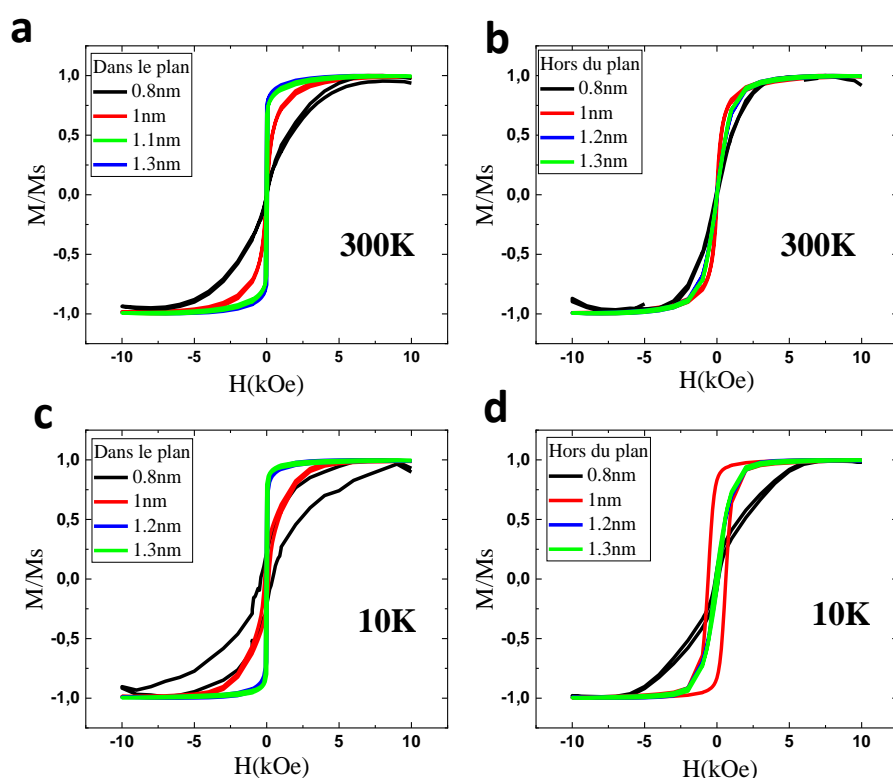 a
Dans le plan
0.8nm
1nm
1.1nm
1.3nm
1,0
0,5
0,0
-0,5
-1,0
M/Ms
300K
-10
-5
0
5
10
H(kOe)
b
Hors du plan
0.8nm
1nm
1.2nm
1.3nm
1,0
0,5
0,0
-0,5
-1,0
M/Ms
300K
-10
-5
0
5
10
H(kOe)
c
Dans le plan
0.8nm
1nm
1.2nm
1.3nm
1,0
0,5
0,0
-0,5
-1,0
M/Ms
10K
-10
-5
0
5
10
H(kOe)
d
Hors du plan
0.8nm
1nm
1.2nm
1.3nm
1,0
0,5
0,0
-0,5
-1,0
M/Ms
10K
-10
-5
0
5
10
H(kOe)